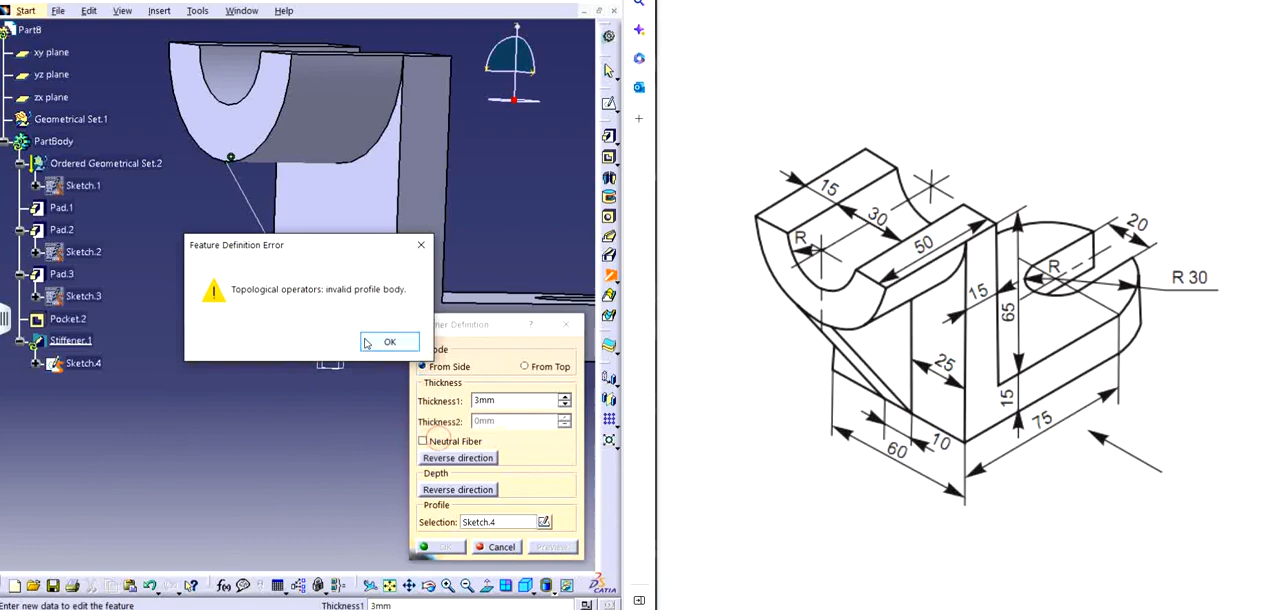 Start File Edit View Insert Tools Window Help
Part8
xy plane
yz plane
zx plane
Geometrical Set.1
PartBody
Ordered Geometrical Set.2
Sketch.1
Pad.1
Pad.2
Sketch.2
Pad.3
Sketch.3
Pocket.2
Stiffener.1
Sketch.4
Feature Definition Error
Topological operators: invalid profile body.
OK
From Side
From Top
Thickness
Thickness1: 3mm
Thickness2: 0mm
Neutral Fiber
Reverse direction
Depth
Reverse direction
Profile
Selection: Sketch.4
OK Cancel Preview
CATIA
Enter new data to edit the feature
Thickness1 3mm
15
30
R
50
20
R
R 30
15
65
25
15
75
10
60